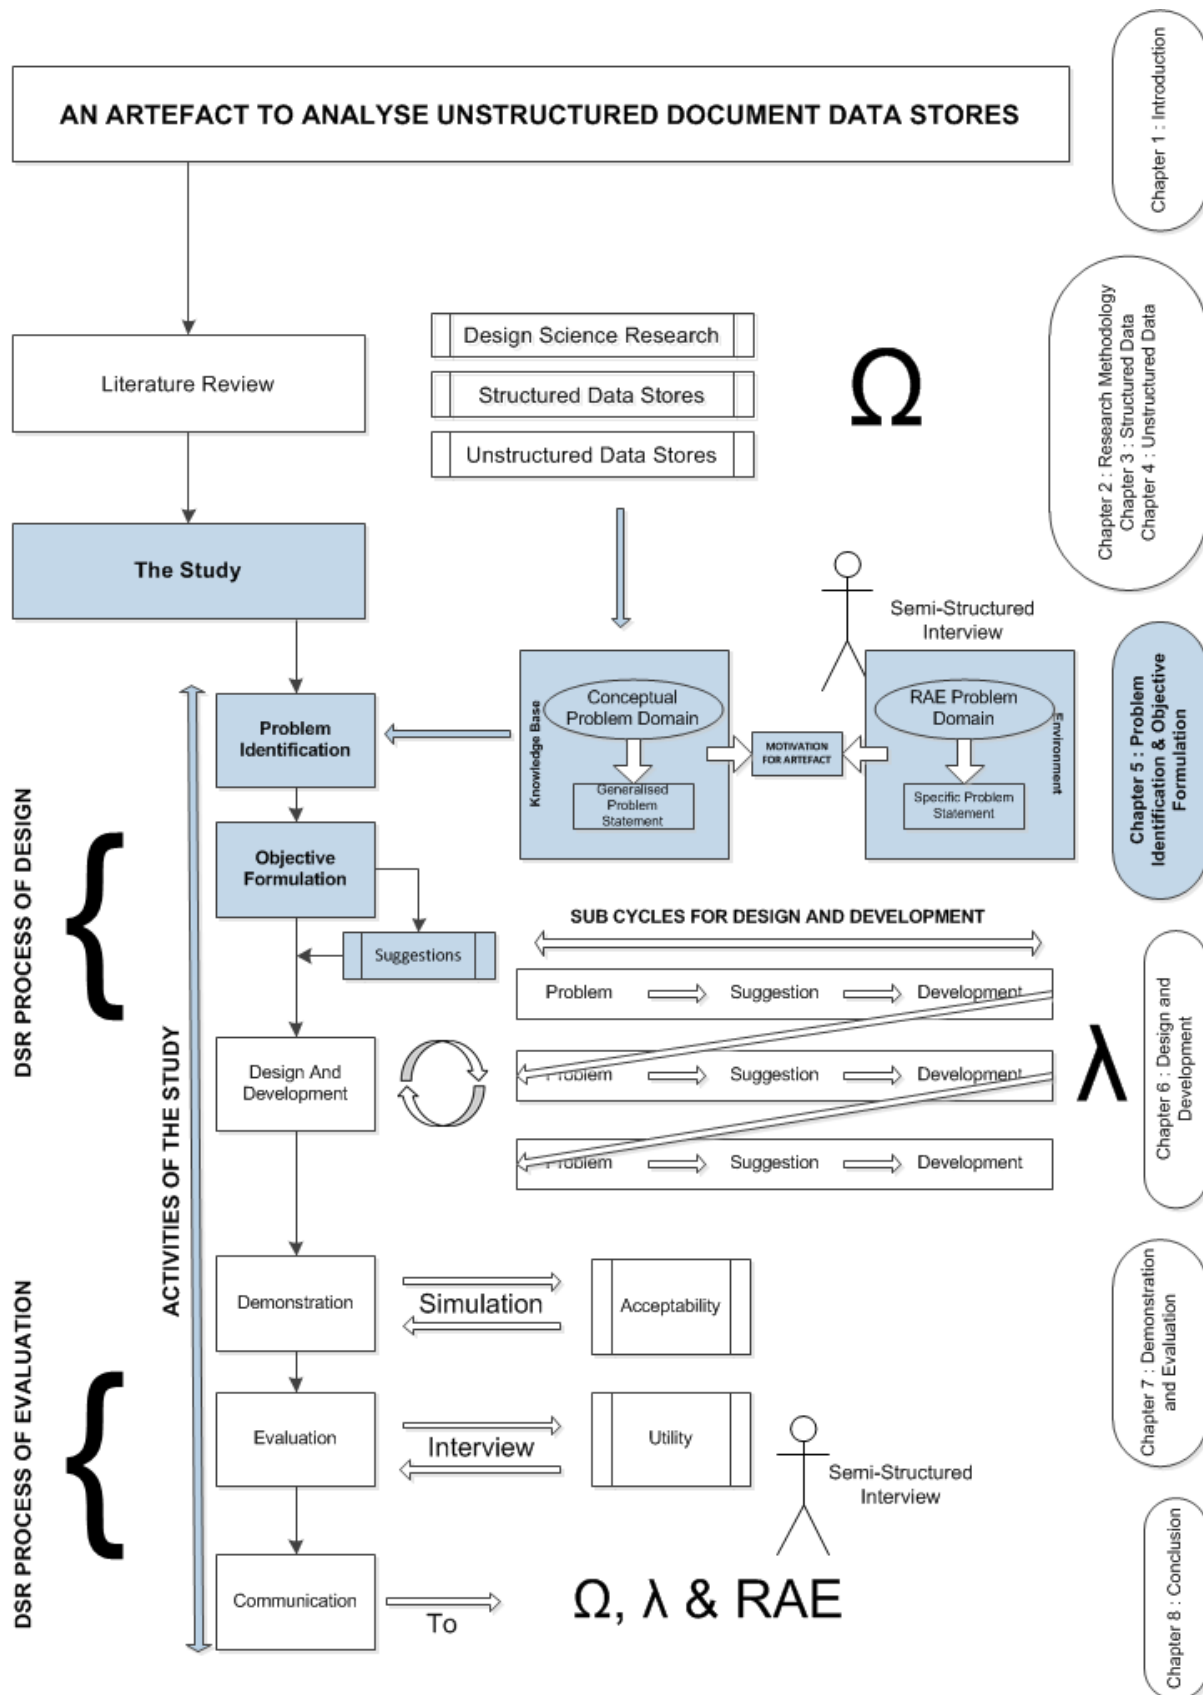 AN ARTEFACT TO ANALYSE UNSTRUCTURED DOCUMENT DATA STORES
Chapter 1 : Introduction
Literature Review
Design Science Research
Structured Data Stores
Unstructured Data Stores
Ω
Chapter 2 : Research Methodology
Chapter 3 : Structured Data
Chapter 4 : Unstructured Data
The Study
Semi-Structured
Interview
Problem
Identification
Knowledge Base
Conceptual
Problem Domain
Generalised
Problem
Statement
MOTIVATION
FOR ARTEFACT
RAE Problem
Domain
Specific Problem
Statement
Environment
Chapter 5 : Problem
Identification & Objective
Formulation
DSR PROCESS OF DESIGN
{
Objective
Formulation
Suggestions
ACTIVITIES OF THE STUDY
SUB CYCLES FOR DESIGN AND DEVELOPMENT
Problem
Suggestion
Development
Design And
Development
Problem
Suggestion
Development
Problem
Suggestion
Development
λ
Chapter 6 : Design and
Development
DSR PROCESS OF EVALUATION
{
Demonstration
Simulation
Acceptability
Chapter 7 : Demonstration
and Evaluation
Evaluation
Interview
Utility
Semi-Structured
Interview
Communication
To
Ω, λ & RAE
Chapter 8 : Conclusion